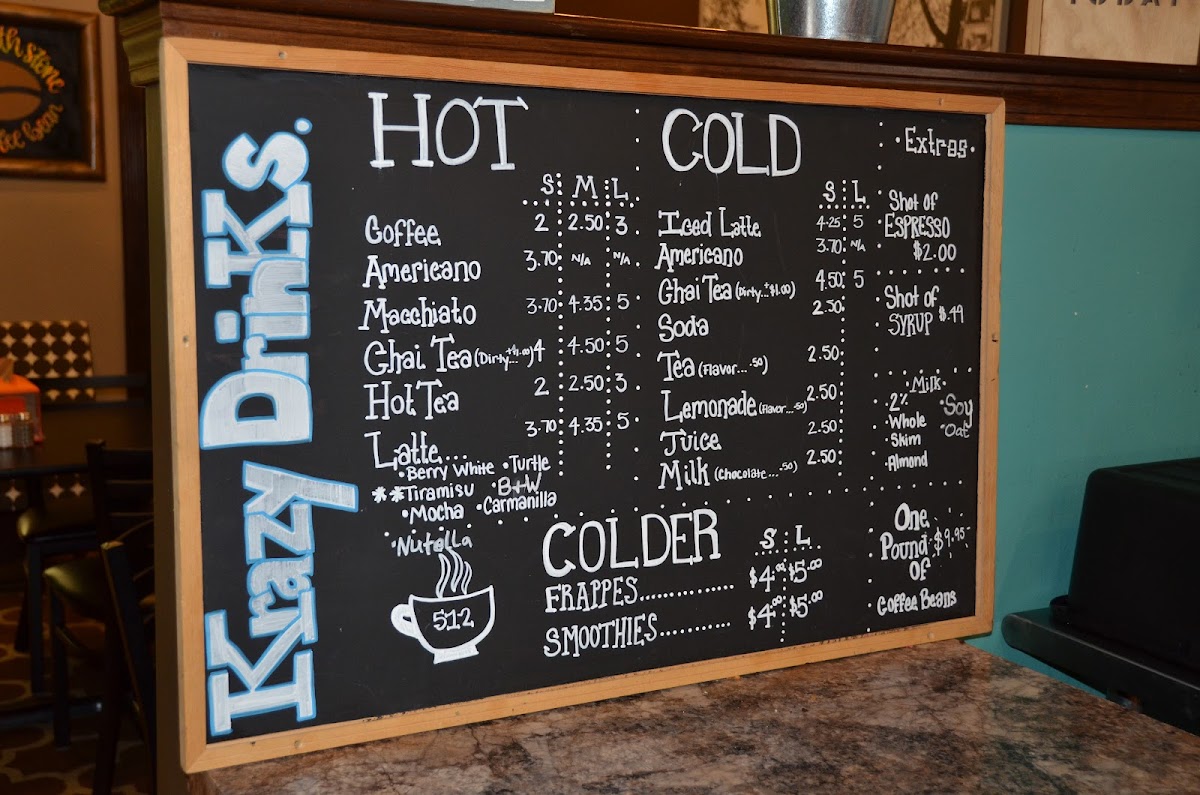 TODAY
Krazy DrinKs.
HOT
S M L
Coffee 2 2.50 3
Americano 3.70 N/A N/A
Macchiato 3.70 4.35 5
Chai Tea (Dirty..+$1.00) 4 4.50 5
Hot Tea 2 2.50 3
Latte.... 3.70 4.35 5
•Berry White •Turtle
**Tiramisu •B+W
•Mocha •Carmanilla
•Nutella
512
COLD
S L
Iced Latte 4.25 5
Americano 3.70 N/A
Chai Tea (Dirty..+$1.00) 4.50 5
Soda 2.50
Tea (Flavor... .50) 2.50
Lemonade (Flavor... .50) 2.50
Juice 2.50
Milk (Chocolate.... .50) 2.50
COLDER
S L
FRAPPES.............. $4.00 $5.00
SMOOTHIES............ $4.00 $5.00
•Extras•
Shot of
ESPRESSO
$2.00
Shot of
SYRUP $.49
•Milk•
•2% •Soy
•Whole •Oat
•Skim
•Almond
One
Pound $9.95
Of
Coffee Beans